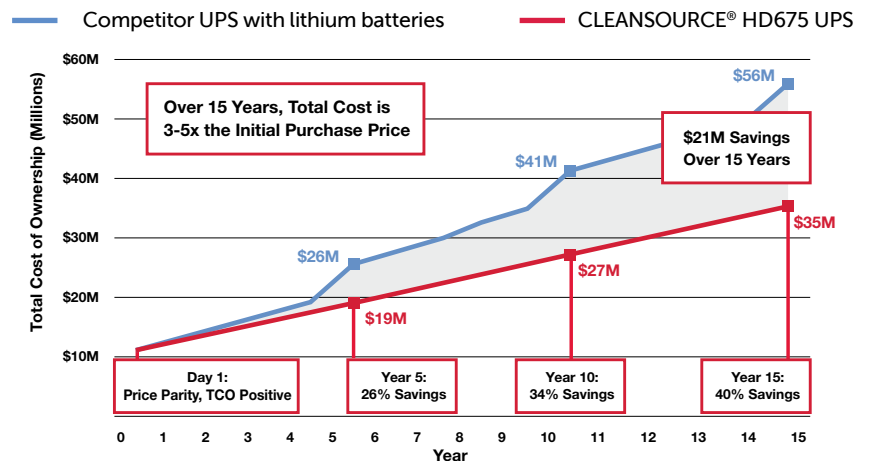 Competitor UPS with lithium batteries
CLEANSOURCE® HD675 UPS
$60M
$50M
$40M
$30M
$20M
$10M
Total Cost of Ownership (Millions)
Over 15 Years, Total Cost is
3-5x the Initial Purchase Price
$56M
$21M Savings
Over 15 Years
$41M
$26M
$35M
$27M
$19M
Day 1:
Price Parity, TCO Positive
Year 5:
26% Savings
Year 10:
34% Savings
Year 15:
40% Savings
0 1 2 3 4 5 6 7 8 9 10 11 12 13 14 15
Year